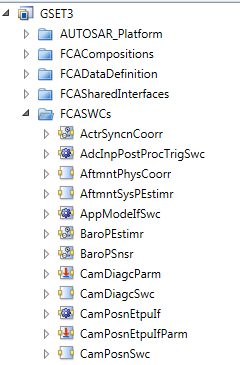 GSET3
AUTOSAR_Platform
FCACompositions
FCADataDefinition
FCASharedInterfaces
FCASWCs
ActrSyncnCoorr
AdcInpPostProcTrigSwc
AftmntPhysCoorr
AftmntSysPEstimr
AppModeIfSwc
BaroPEstimr
BaroPSnsr
CamDiagcParm
CamDiagcSwc
CamPosnEtpuIf
CamPosnEtpuIfParm
CamPosnSwc